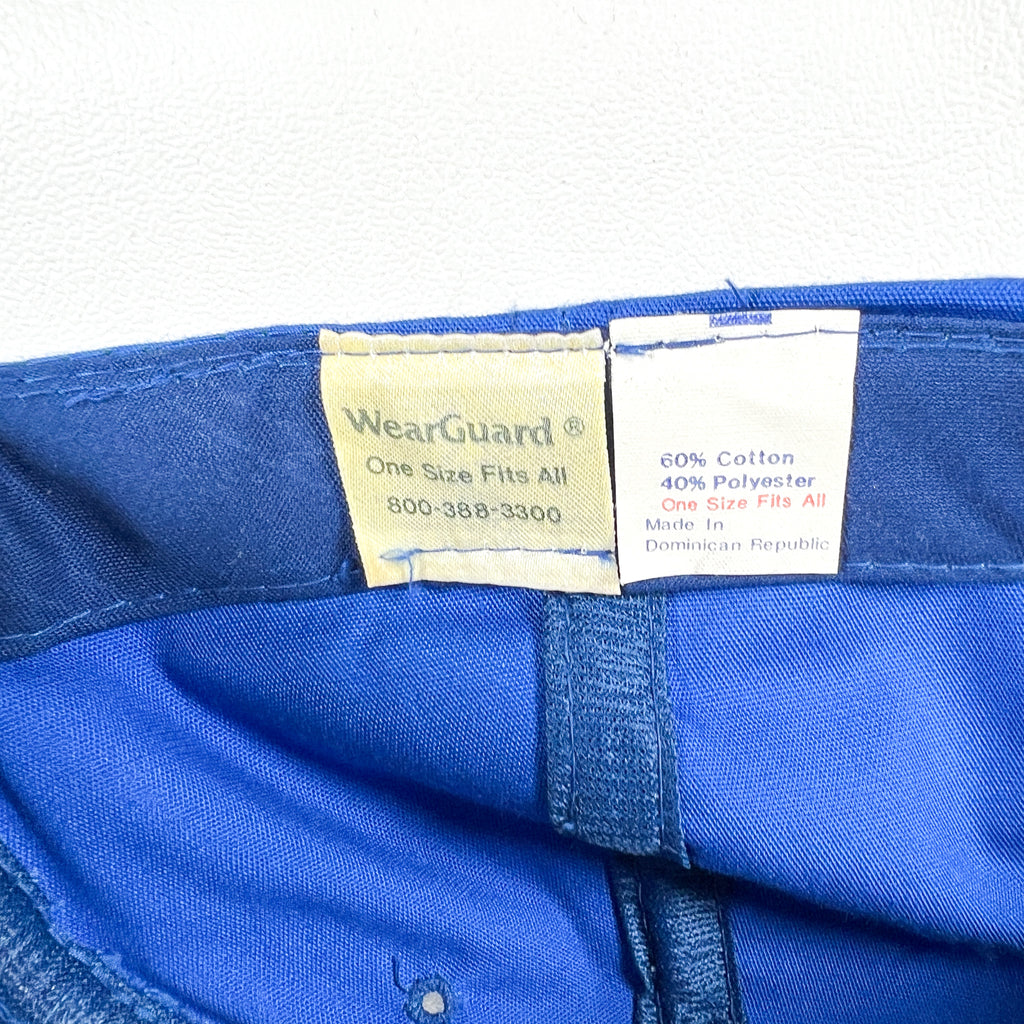 WearGuard®
One Size Fits All
800-388-3300
60% Cotton
40% Polyester
One Size Fits All
Made In
Dominican Republic